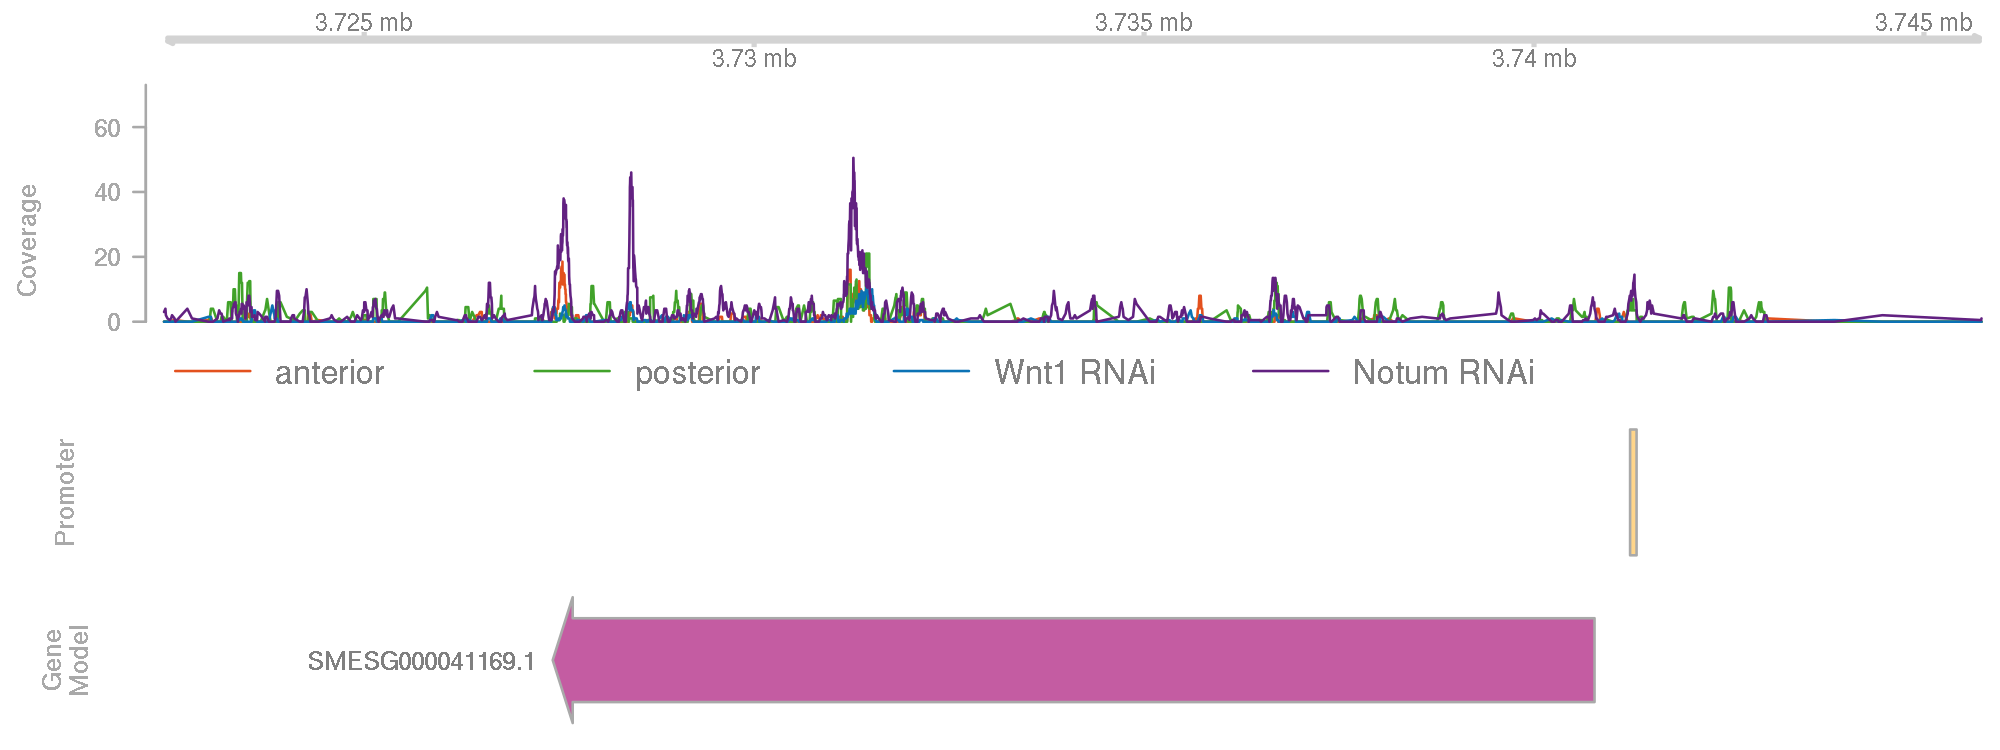 3.725 mb
3.735 mb
3.745 mb
3.73 mb
3.74 mb
Coverage
60
40
20
0
anterior
posterior
Wnt1 RNAi
Notum RNAi
Promoter
Gene
Model
SMESG000041169.1